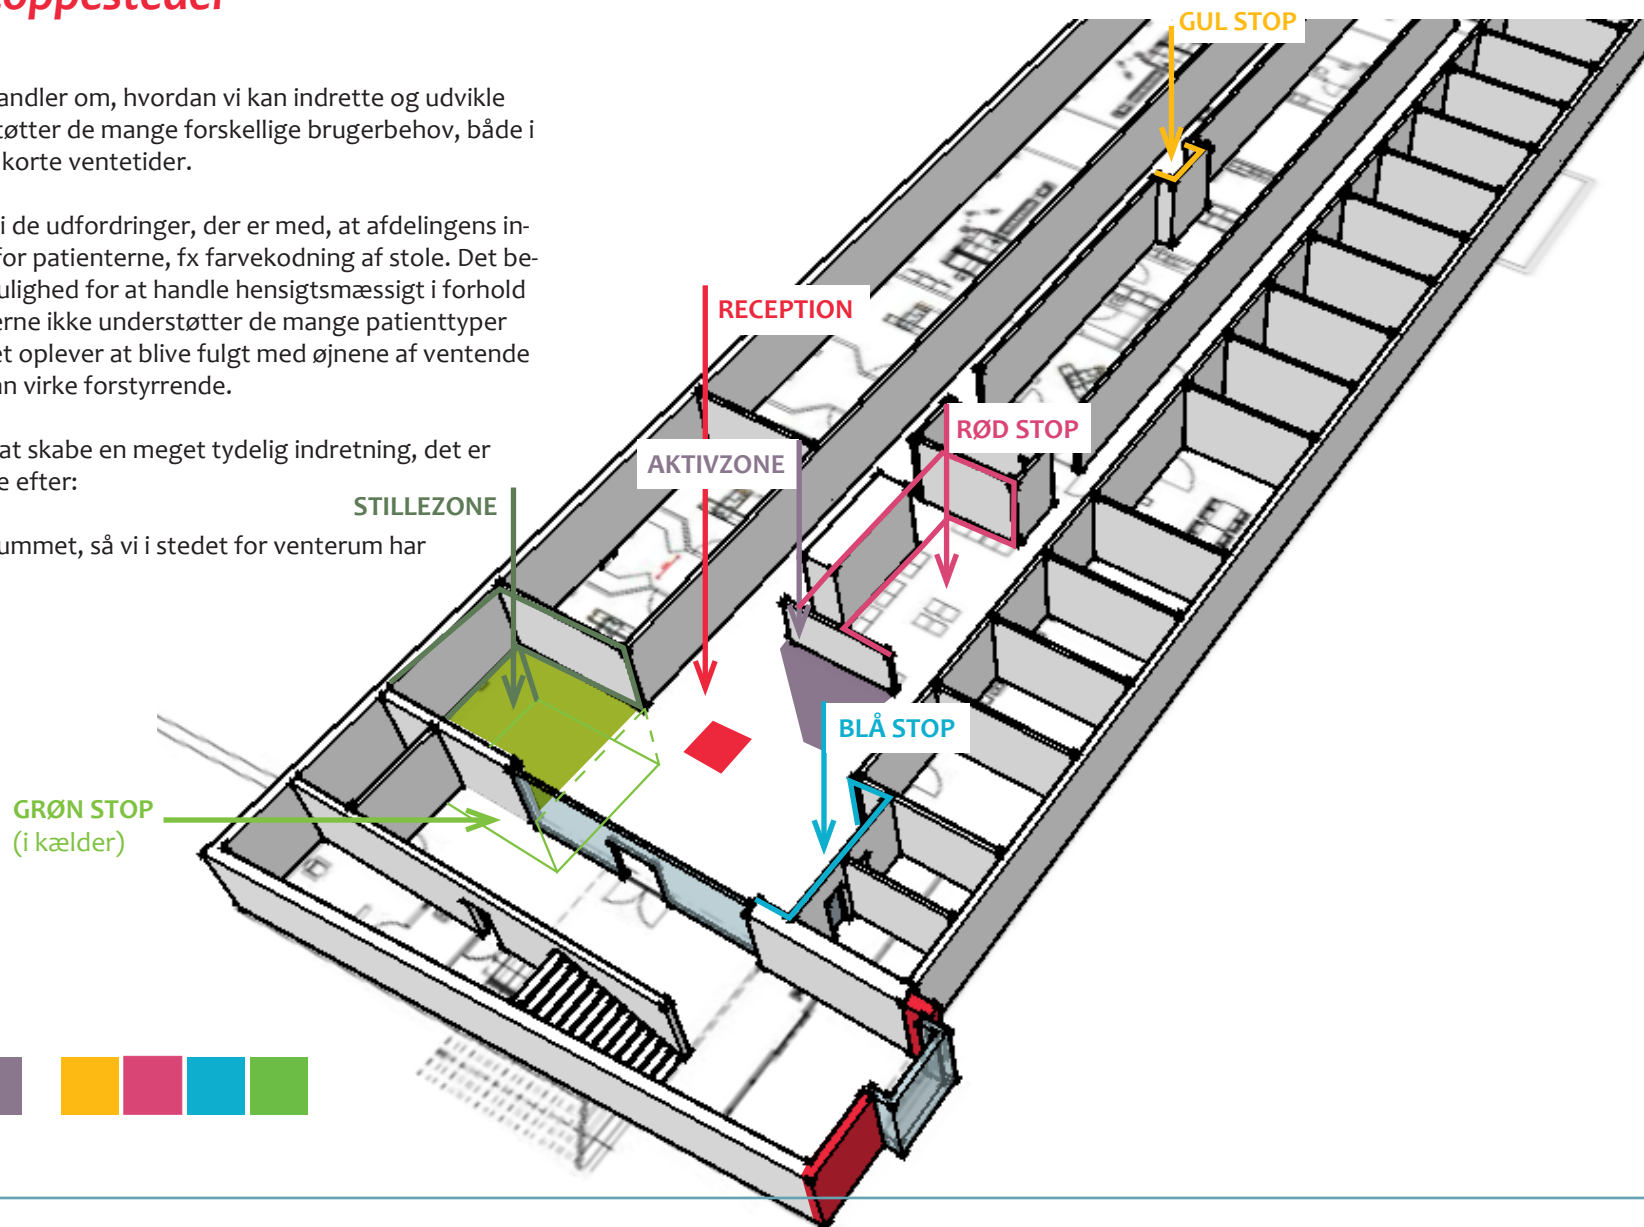 oppesteder
andler om, hvordan vi kan indrette og udvikle
tøtter de mange forskellige brugerbehov, både i
korte ventetider.
i de udfordringer, der er med, at afdelingens in-
for patienterne, fx farvekodning af stole. Det be-
ulighed for at handle hensigtsmæssigt i forhold
erne ikke understøtter de mange patienttyper
et oplever at blive fulgt med øjnene af ventende
an virke forstyrrende.
at skabe en meget tydelig indretning, det er
e efter:
ummet, så vi i stedet for venterum har
GUL STOP
RECEPTION
RØD STOP
AKTIVZONE
STILLEZONE
BLÅ STOP
GRØN STOP
(i kælder)